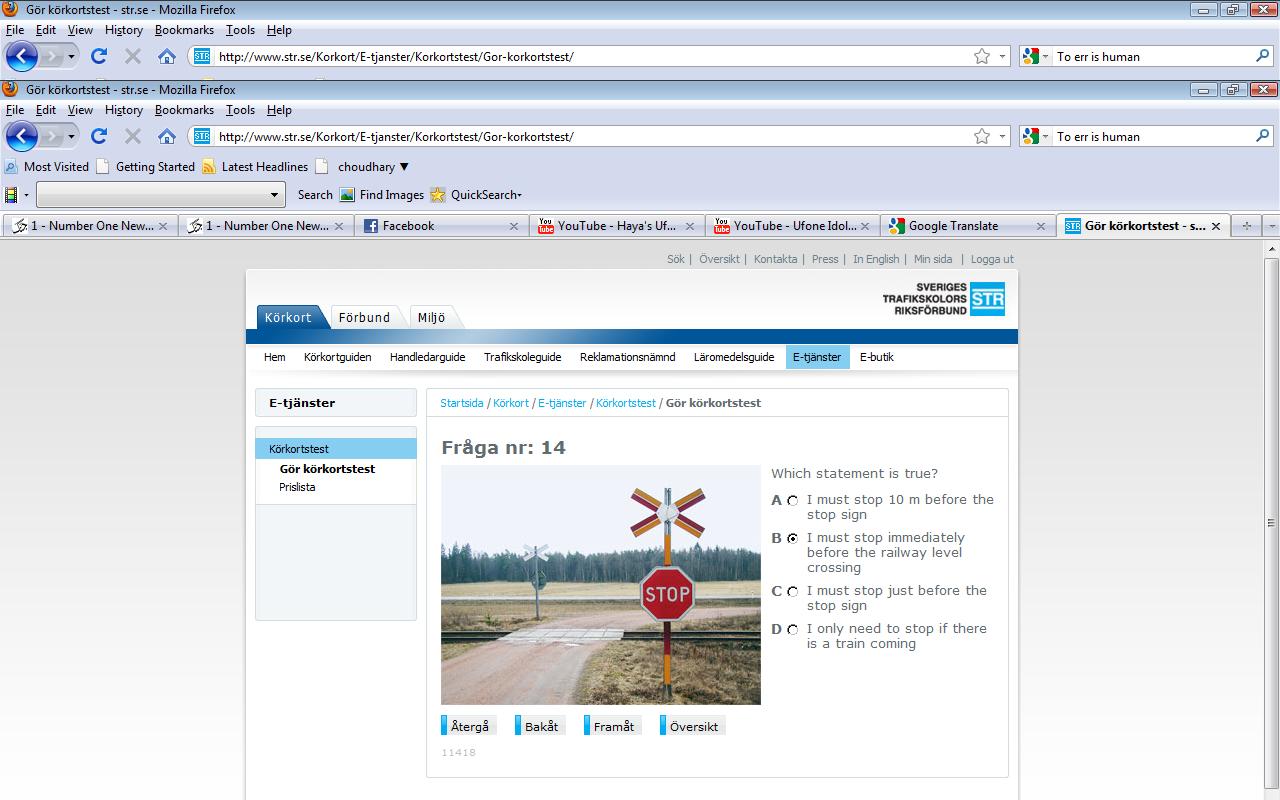 Gör körkortstest - str.se - Mozilla Firefox
File Edit View History Bookmarks Tools Help
http://www.str.se/Korkort/E-tjanster/Korkortstest/Gor-korkortstest/ To err is human
Gör körkortstest - str.se - Mozilla Firefox
File Edit View History Bookmarks Tools Help
http://www.str.se/Korkort/E-tjanster/Korkortstest/Gor-korkortstest/ To err is human
Most Visited Getting Started Latest Headlines choudhary
Search Find Images QuickSearch
1 - Number One New... 1 - Number One New... Facebook YouTube - Haya's Uf... YouTube - Ufone Idol... Google Translate Gör körkortstest - s...
Sök | Översikt | Kontakta | Press | In English | Min sida | Logga ut
SVERIGES
TRAFIKSKOLORS
RIKSFÖRBUND
STR
Körkort Förbund Miljö
Hem Körkortguiden Handledarguide Trafikskoleguide Reklamationsnämnd Läromedelsguide E-tjänster E-butik
E-tjänster
Körkortstest
Gör körkortstest
Prislista
Startsida / Körkort / E-tjänster / Körkortstest / Gör körkortstest
Fråga nr: 14
STOP
Which statement is true?
A I must stop 10 m before the
stop sign
B I must stop immediately
before the railway level
crossing
C I must stop just before the
stop sign
D I only need to stop if there
is a train coming
Återgå Bakåt Framåt Översikt
11418